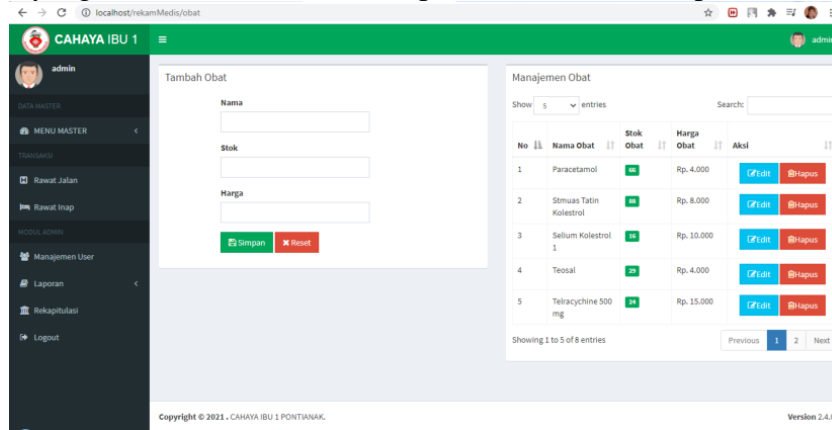 localhost/rekamMedis/obat
CAHAYA IBU 1
admin
admin
DATA MASTER
MENU MASTER
TRANSAKSI
Rawat Jalan
Rawat Inap
MODUL ADMIN
Manajemen User
Laporan
Rekapitulasi
Logout
Tambah Obat
Nama
Stok
Harga
Simpan Reset
Manajemen Obat
Show 5 entries Search:
No Nama Obat Stok Obat Harga Obat Aksi
1 Paracetamol 66 Rp. 4.000 Edit Hapus
2 Stmuas Tatin Kolestrol Rp. 8.000 Edit Hapus
3 Selium Kolestrol 1 Rp. 10.000 Edit Hapus
4 Teosal 29 Rp. 4.000 Edit Hapus
5 Telracychine 500 mg 24 Rp. 15.000 Edit Hapus
Showing 1 to 5 of 8 entries
Previous 1 2 Next
Copyright © 2021 . CAHAYA IBU 1 PONTIANAK.
Version 2.4.0